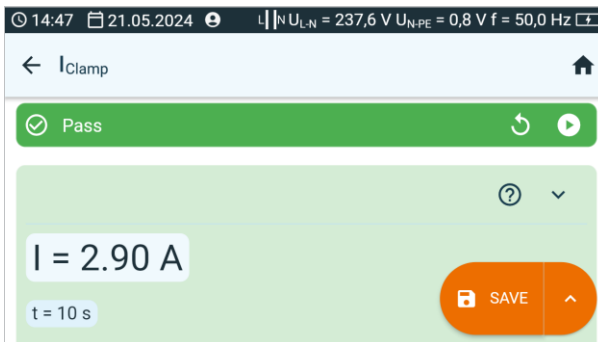 14:47 21.05.2024 L N U L-N = 237,6 V U N-PE = 0,8 V f = 50,0 Hz
I Clamp
Pass
I = 2.90 A
SAVE
t = 10 s